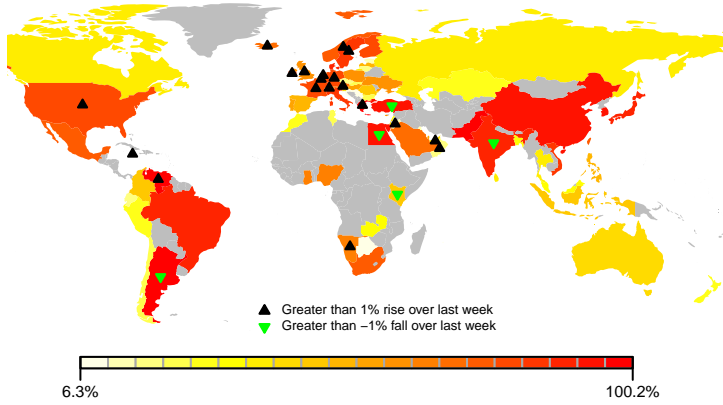 Greater than 1% rise over last week
Greater than −1% fall over last week
6.3%
100.2%